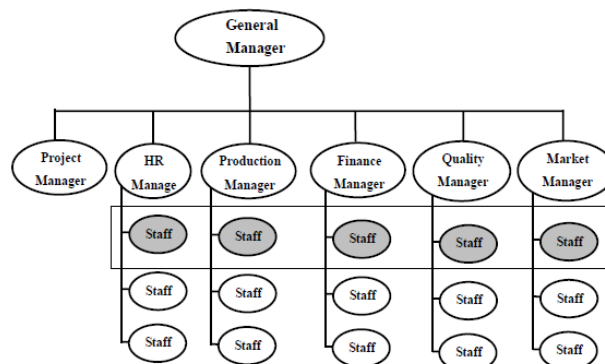 General
Manager
Project
Manager
HR
Manage
Production
Manager
Finance
Manager
Quality
Manager
Market
Manager
Staff Staff Staff Staff Staff
Staff Staff Staff Staff Staff
Staff Staff Staff Staff Staff